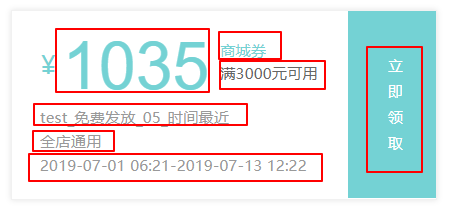 ¥1035 商城券
满3000元可用
test_免费发放_05_时间最近
全店通用
2019-07-01 06:21-2019-07-13 12:22
立
即
领
取